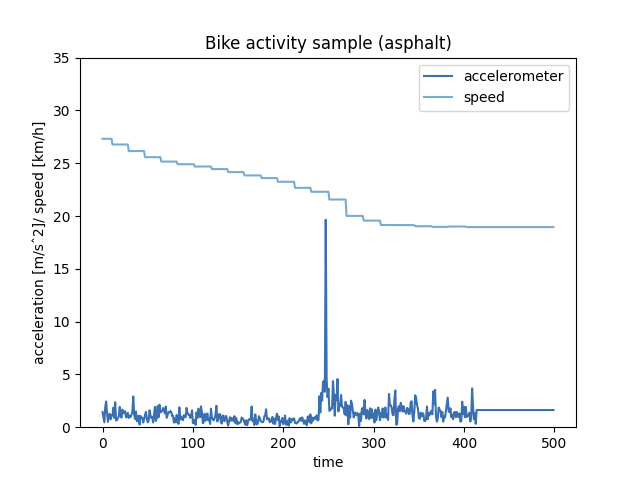 Bike activity sample (asphalt)
accelerometer
speed
acceleration [m/sˆ2]/ speed [km/h]
35
30
25
20
15
10
5
0
0 100 200 300 400 500
time